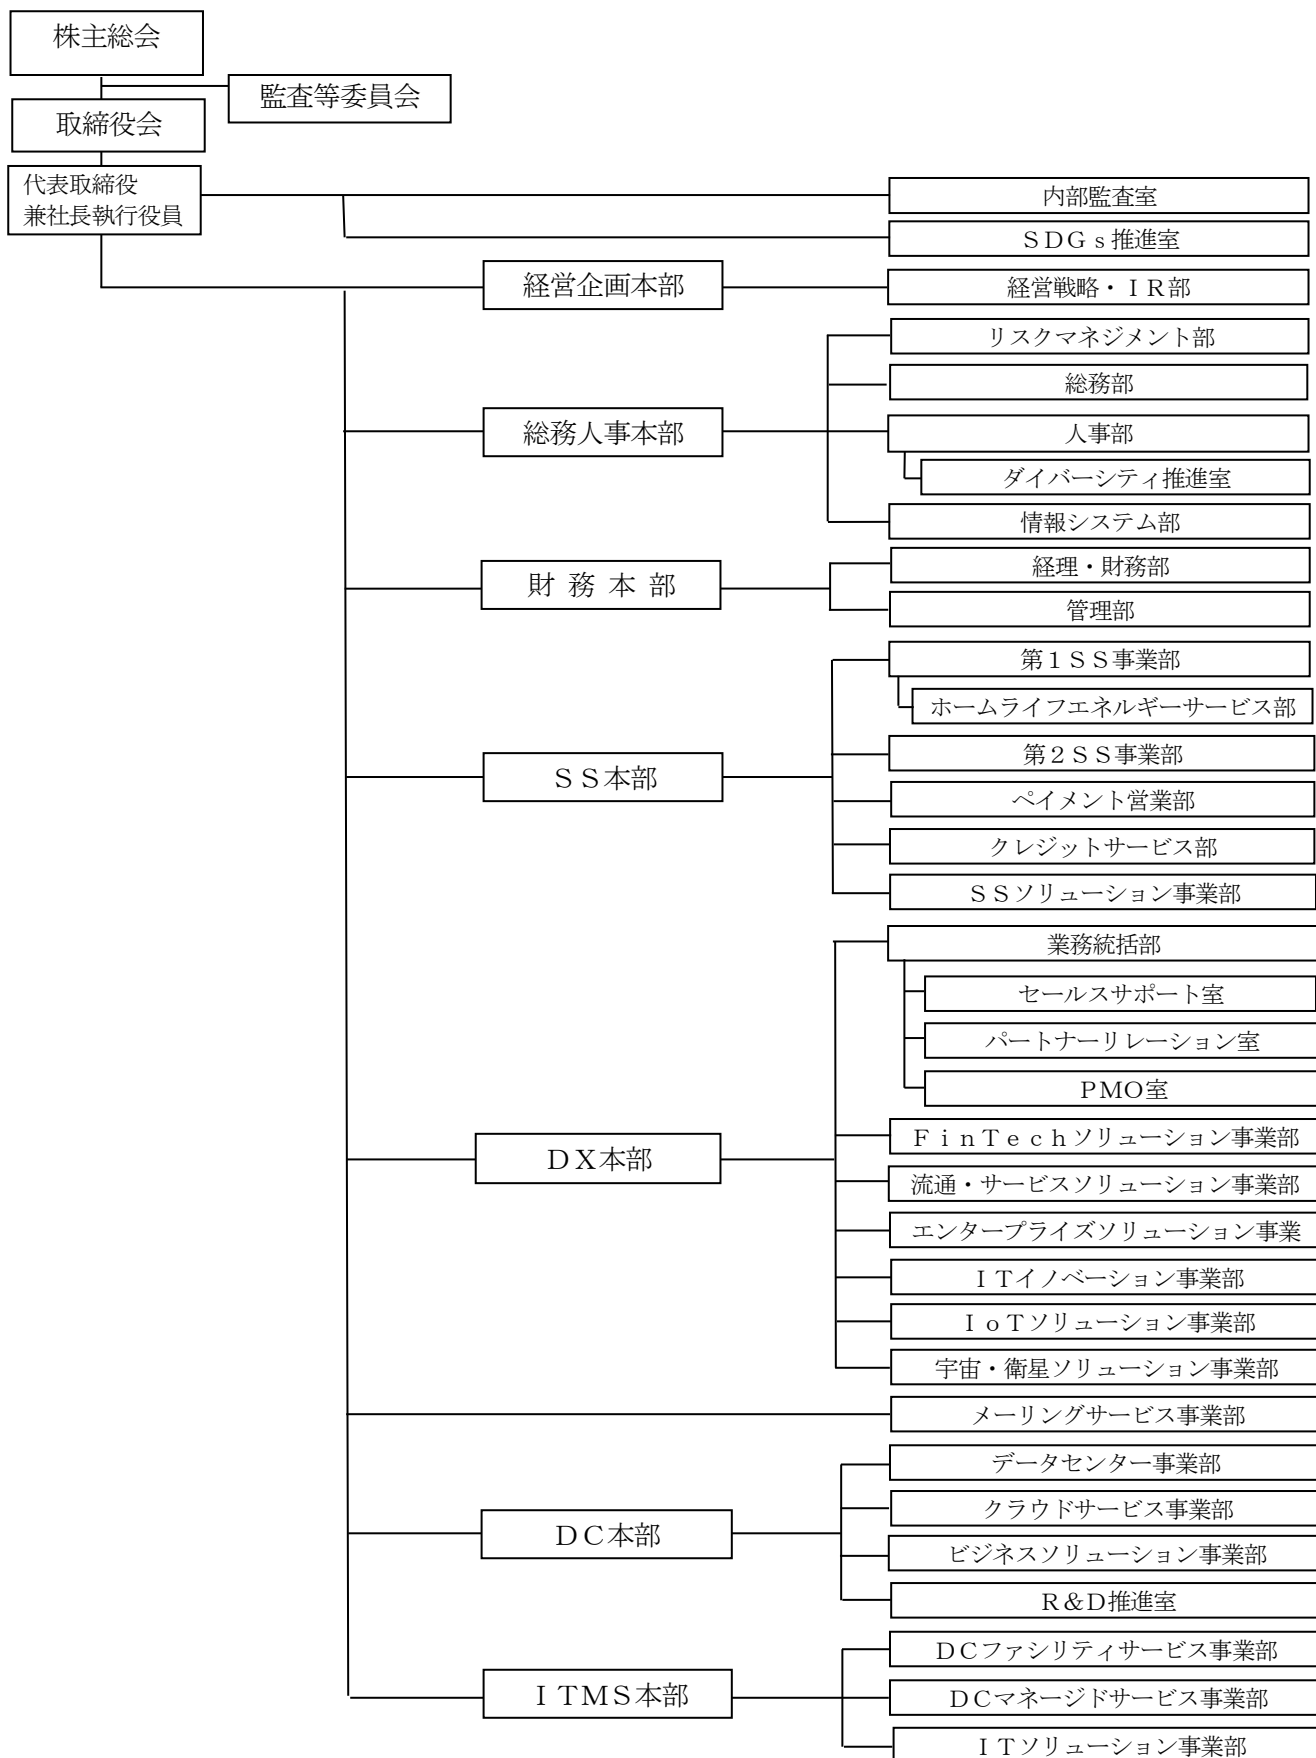 株主総会
監査等委員会
取締役会
代表取締役
兼社長執行役員
内部監査室
ＳＤＧｓ推進室
経営企画本部
経営戦略・ＩＲ部
リスクマネジメント部
総務部
総務人事本部
人事部
ダイバーシティ推進室
情報システム部
財務本部
経理・財務部
管理部
第１ＳＳ事業部
ホームライフエネルギーサービス部
第２ＳＳ事業部
ＳＳ本部
ペイメント営業部
クレジットサービス部
ＳＳソリューション事業部
業務統括部
セールスサポート室
パートナーリレーション室
PMO室
ＦｉｎＴｅｃｈソリューション事業部
ＤＸ本部
流通・サービスソリューション事業部
エンタープライズソリューション事業
ＩＴイノベーション事業部
ＩｏＴソリューション事業部
宇宙・衛星ソリューション事業部
メーリングサービス事業部
データセンター事業部
クラウドサービス事業部
ＤＣ本部
ビジネスソリューション事業部
Ｒ＆Ｄ推進室
ＤＣファシリティサービス事業部
ＩＴＭＳ本部
ＤＣマネージドサービス事業部
ＩＴソリューション事業部